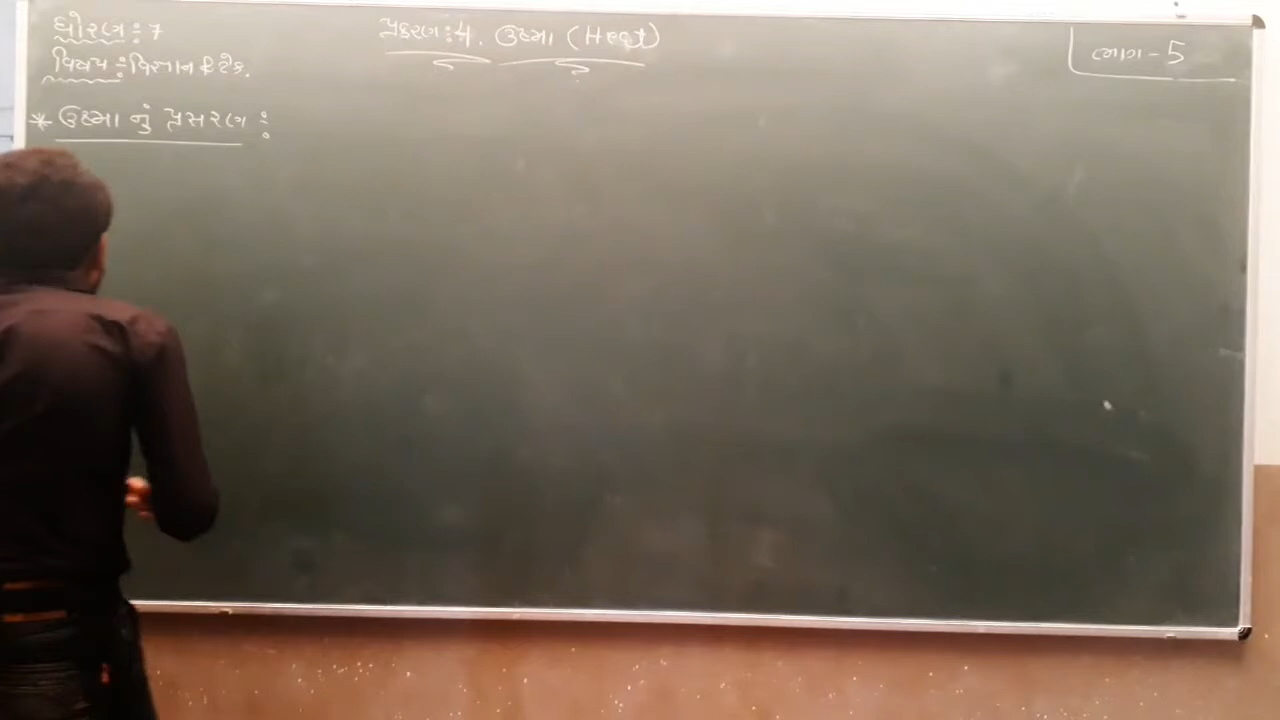 ધોરણ : 7
પ્રકરણ : 4. ઉષ્મા (Heat)
ભાગ - 5
વિષય : વિજ્ઞાન & ટેક.
* ઉષ્મા નું પ્રસરણ :